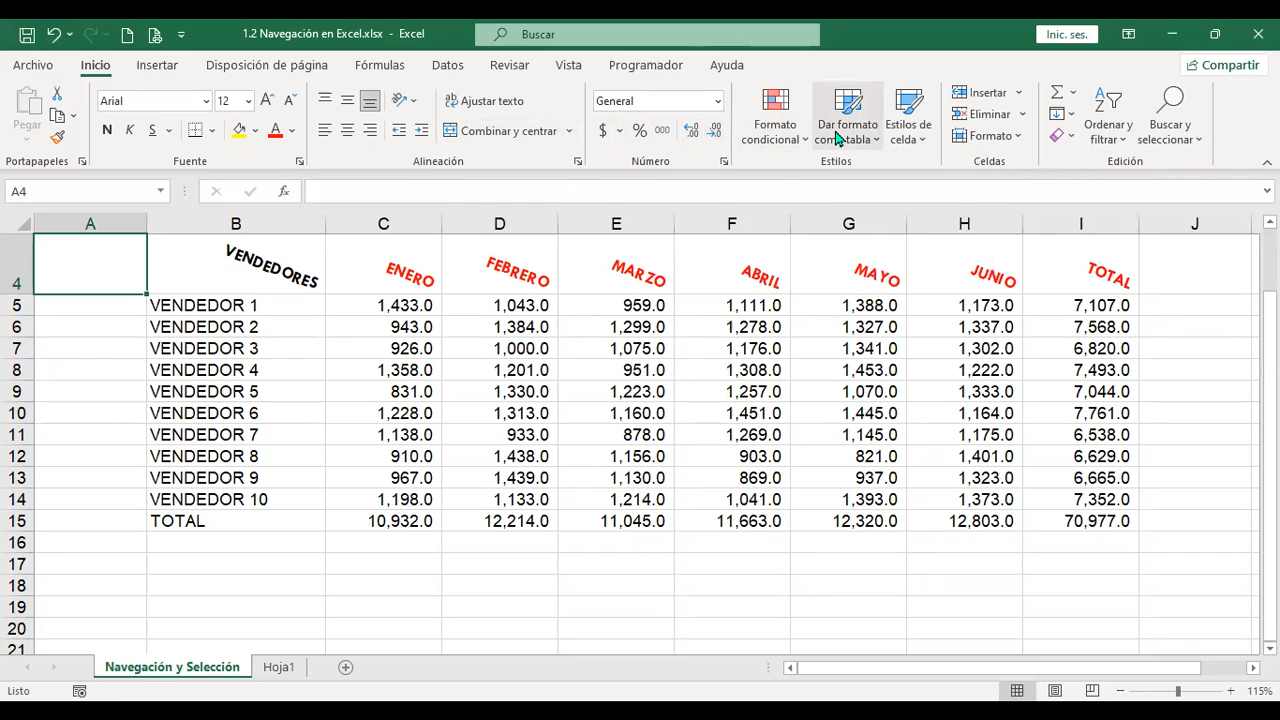 1.2 Navegación en Excel.xlsx - Excel
Buscar
Inic. ses.
Archivo Inicio Insertar Disposición de página Fórmulas Datos Revisar Vista Programador Ayuda
Compartir
Pegar
Portapapeles
Arial 12
N K S
Fuente
Ajustar texto
Combinar y centrar
Alineación
General
$ % 000
Número
Formato condicional
Dar formato como tabla
Estilos de celda
Estilos
Insertar
Eliminar
Formato
Celdas
Ordenar y filtrar
Buscar y seleccionar
Edición
A4
A B C D E F G H I J
4 VENDEDORES ENERO FEBRERO MARZO ABRIL MAYO JUNIO TOTAL
5 VENDEDOR 1 1,433.0 1,043.0 959.0 1,111.0 1,388.0 1,173.0 7,107.0
6 VENDEDOR 2 943.0 1,384.0 1,299.0 1,278.0 1,327.0 1,337.0 7,568.0
7 VENDEDOR 3 926.0 1,000.0 1,075.0 1,176.0 1,341.0 1,302.0 6,820.0
8 VENDEDOR 4 1,358.0 1,201.0 951.0 1,308.0 1,453.0 1,222.0 7,493.0
9 VENDEDOR 5 831.0 1,330.0 1,223.0 1,257.0 1,070.0 1,333.0 7,044.0
10 VENDEDOR 6 1,228.0 1,313.0 1,160.0 1,451.0 1,445.0 1,164.0 7,761.0
11 VENDEDOR 7 1,138.0 933.0 878.0 1,269.0 1,145.0 1,175.0 6,538.0
12 VENDEDOR 8 910.0 1,438.0 1,156.0 903.0 821.0 1,401.0 6,629.0
13 VENDEDOR 9 967.0 1,439.0 1,130.0 869.0 937.0 1,323.0 6,665.0
14 VENDEDOR 10 1,198.0 1,133.0 1,214.0 1,041.0 1,393.0 1,373.0 7,352.0
15 TOTAL 10,932.0 12,214.0 11,045.0 11,663.0 12,320.0 12,803.0 70,977.0
16
17
18
19
20
21
Navegación y Selección Hoja1
Listo
115%